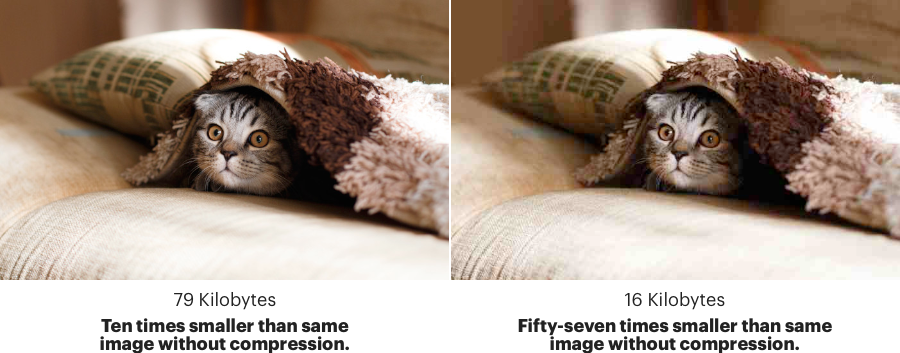 79 Kilobytes
Ten times smaller than same
image without compression.
16 Kilobytes
Fifty-seven times smaller than same
image without compression.